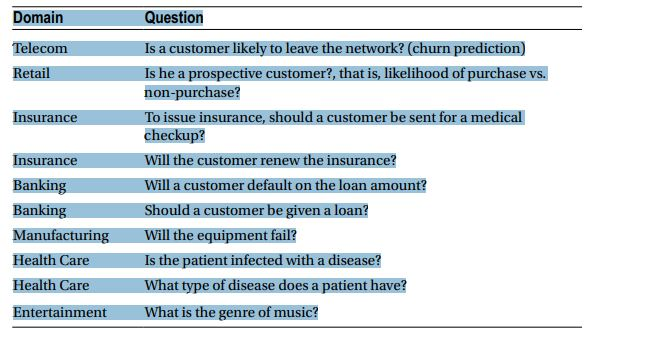 Domain Question
Telecom Is a customer likely to leave the network? (churn prediction)
Retail Is he a prospective customer?, that is, likelihood of purchase vs.
non-purchase?
Insurance To issue insurance, should a customer be sent for a medical
checkup?
Insurance Will the customer renew the insurance?
Banking Will a customer default on the loan amount?
Banking Should a customer be given a loan?
Manufacturing Will the equipment fail?
Health Care Is the patient infected with a disease?
Health Care What type of disease does a patient have?
Entertainment What is the genre of music?